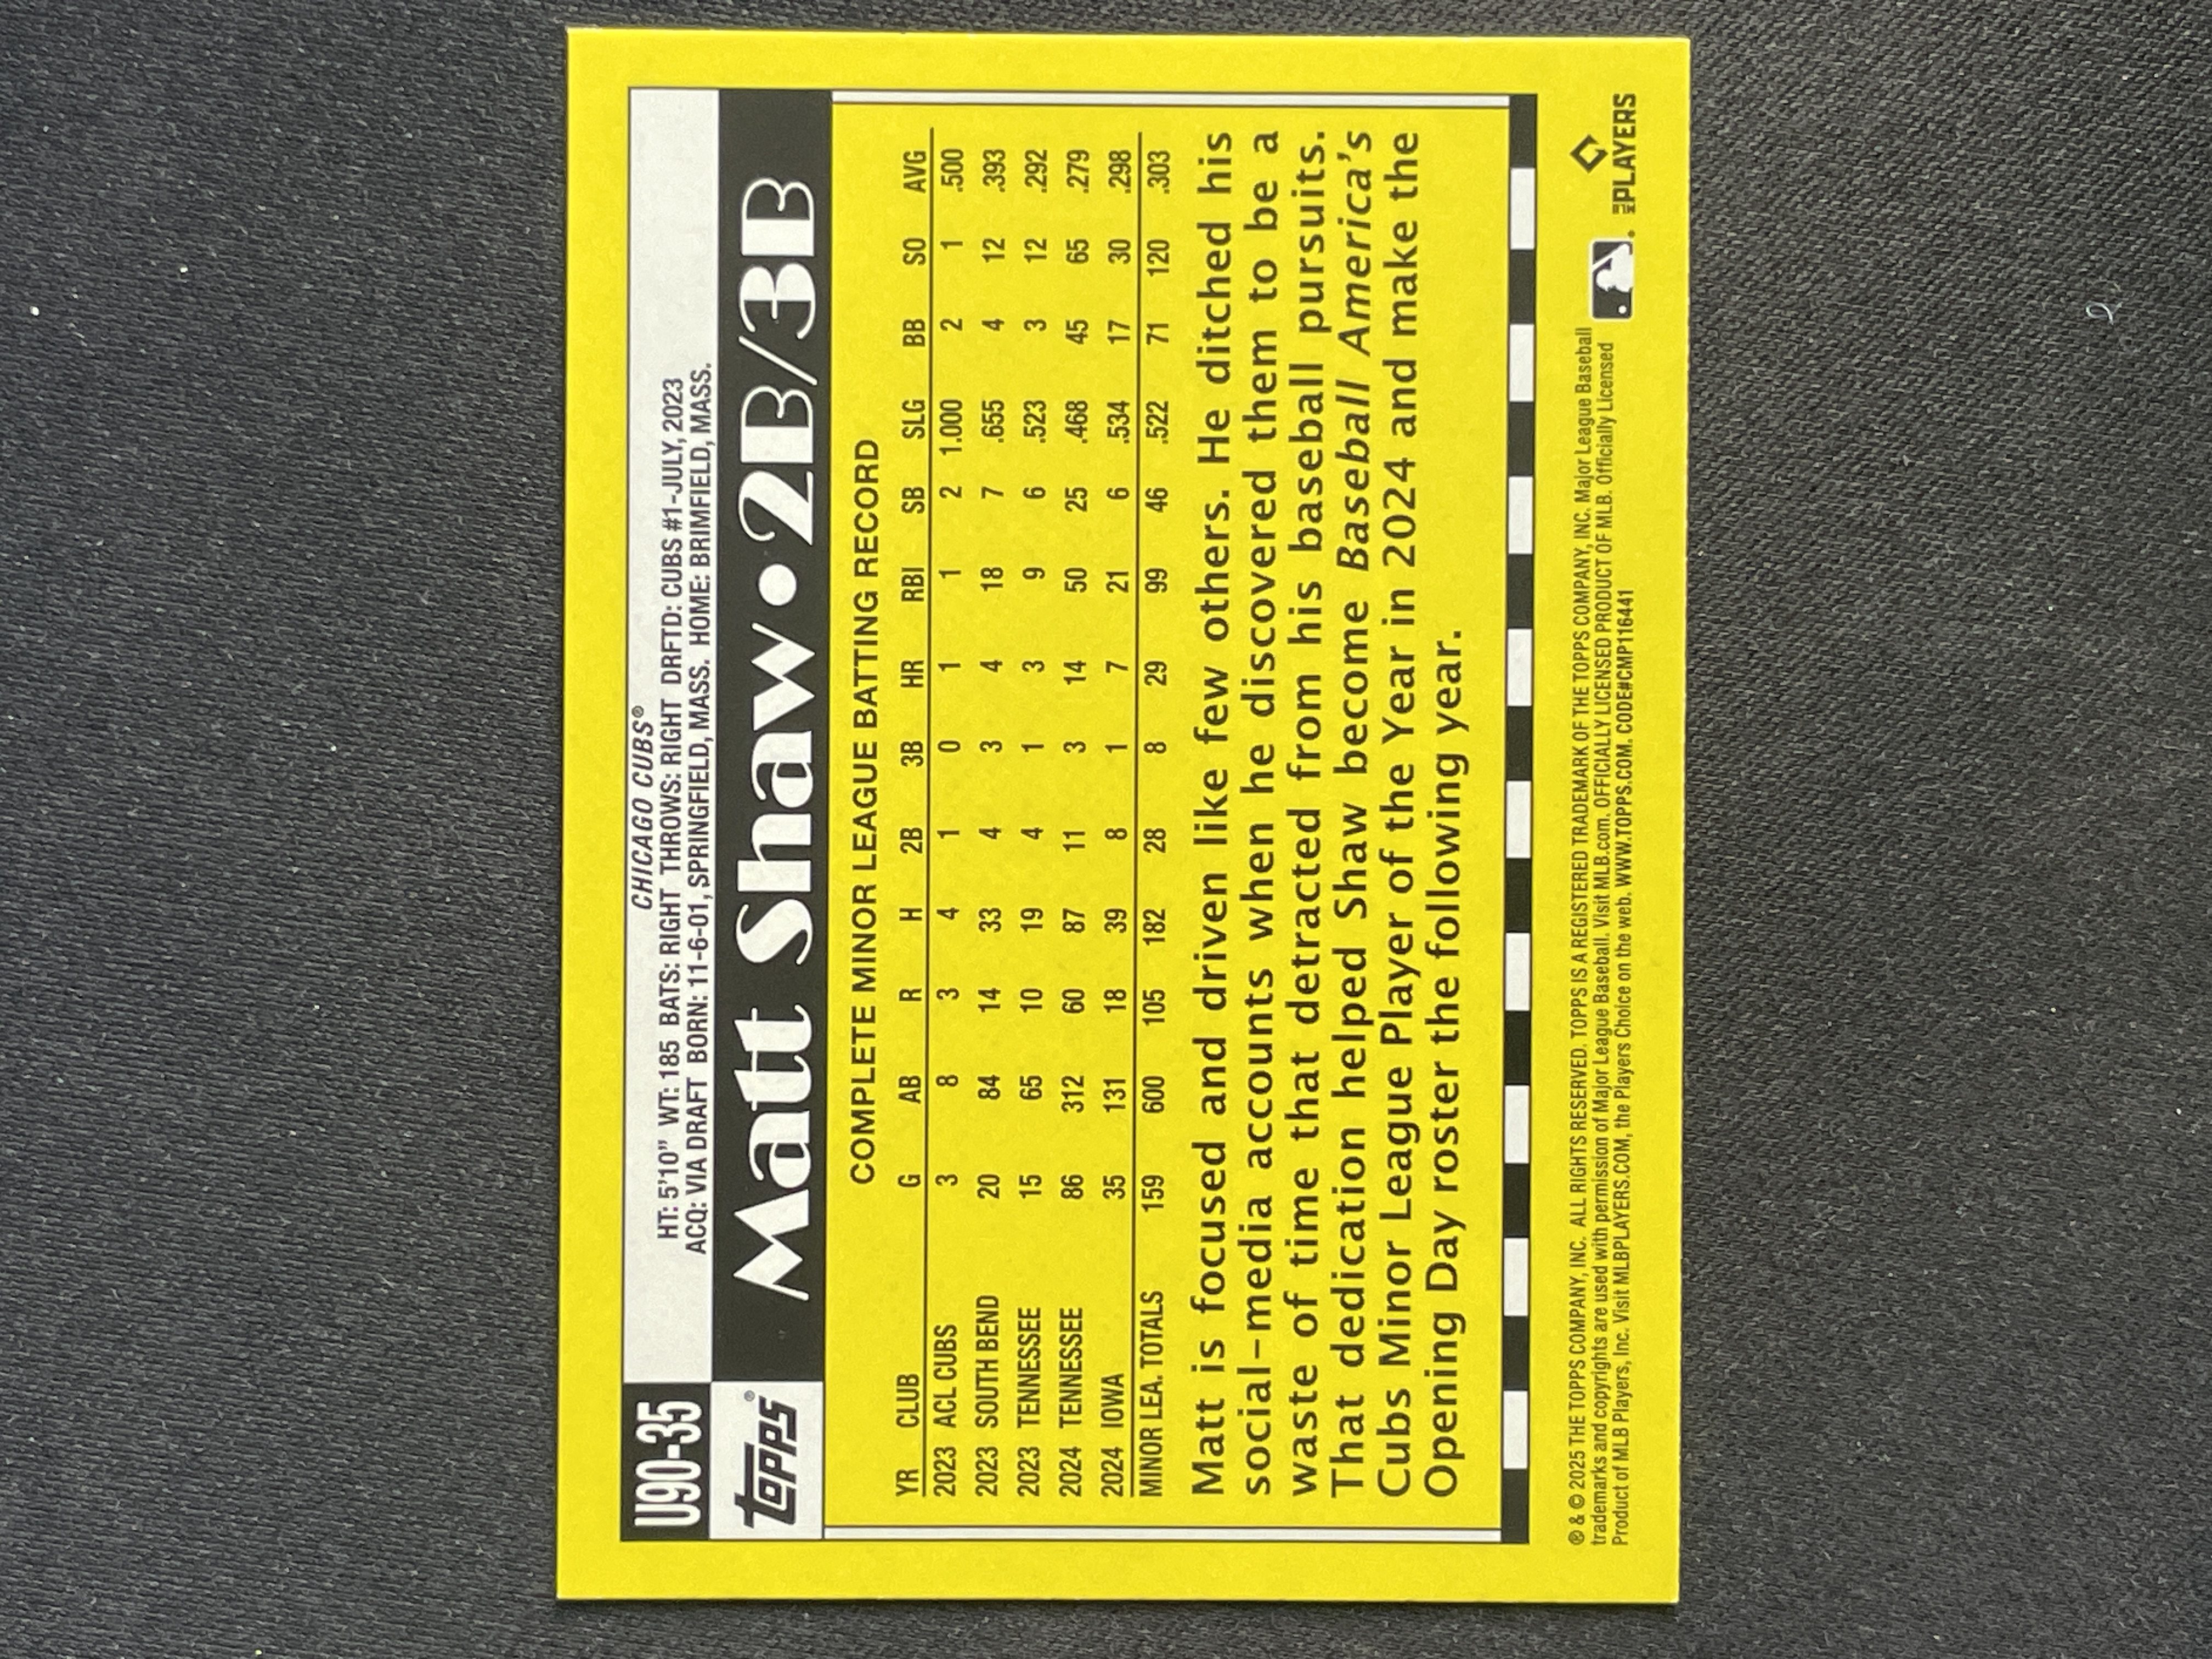 U90-35
CHICAGO CUBS®
HT: 5'10" WT: 185 BATS: RIGHT THROWS: RIGHT DRFTD: CUBS #1-JULY, 2023
ACQ: VIA DRAFT BORN: 11-6-01, SPRINGFIELD, MASS. HOME: BRIMFIELD, MASS.
topps®
Matt Shaw • 2B/3B
COMPLETE MINOR LEAGUE BATTING RECORD
YR CLUB G AB R H 2B 3B HR RBI SB SLG BB SO AVG
2023 ACL CUBS 3 8 3 4 1 0 1 1 2 1.000 2 1 .500
2023 SOUTH BEND 20 84 14 33 4 3 4 18 7 .655 4 12 .393
2023 TENNESSEE 15 65 10 19 4 1 3 9 6 .523 3 12 .292
2024 TENNESSEE 86 312 60 87 11 3 14 50 25 .468 45 65 .279
2024 IOWA 35 131 18 39 8 1 7 21 6 .534 17 30 .298
MINOR LEA. TOTALS 159 600 105 182 28 8 29 99 46 .522 71 120 .303
Matt is focused and driven like few others. He ditched his
social-media accounts when he discovered them to be a
waste of time that detracted from his baseball pursuits.
That dedication helped Shaw become Baseball America's
Cubs Minor League Player of the Year in 2024 and make the
Opening Day roster the following year.
® & © 2025 THE TOPPS COMPANY, INC. ALL RIGHTS RESERVED. TOPPS IS A REGISTERED TRADEMARK OF THE TOPPS COMPANY, INC. Major League Baseball
trademarks and copyrights are used with permission of Major League Baseball. Visit MLB.com. OFFICIALLY LICENSED PRODUCT OF MLB. Officially Licensed
Product of MLB Players, Inc. Visit MLBPLAYERS.COM, the Players Choice on the web. WWW.TOPPS.COM. CODE#CMP116441
THE PLAYERS